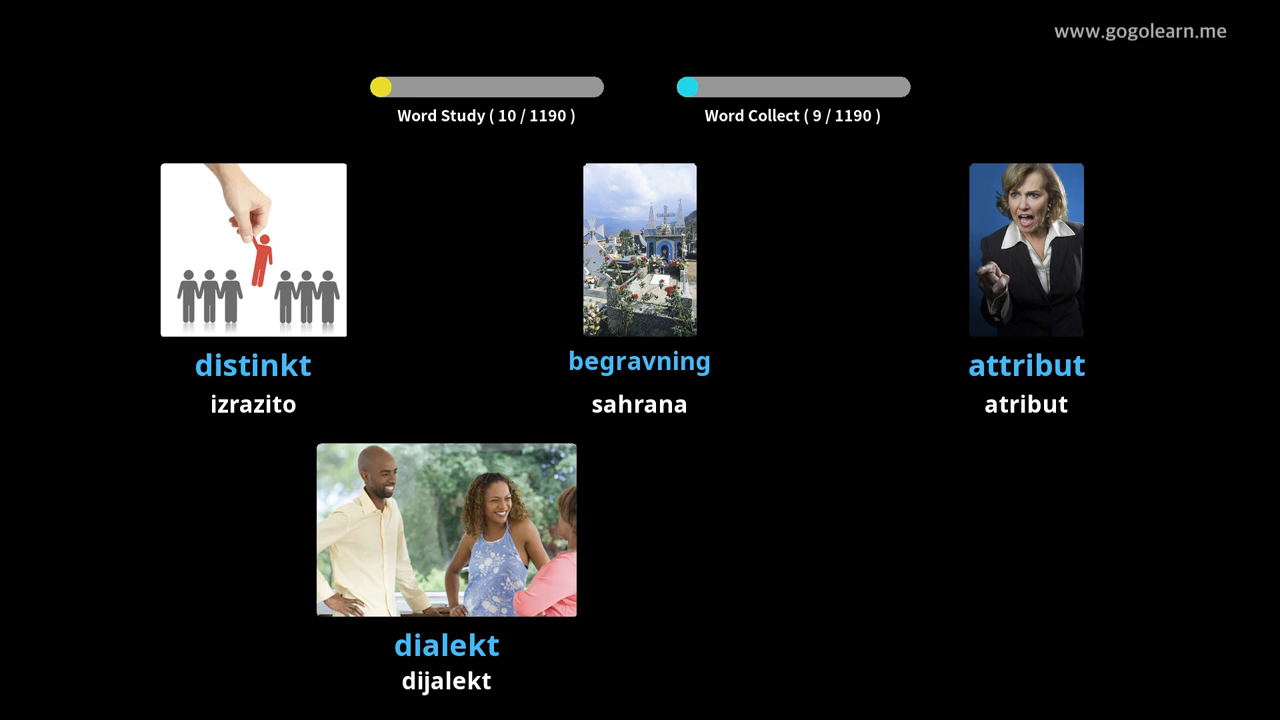 www.gogolearn.me
Word Study ( 10 / 1190 )
Word Collect ( 9 / 1190 )
distinkt
izrazito
begravning
sahrana
attribut
atribut
dialekt
dijalekt